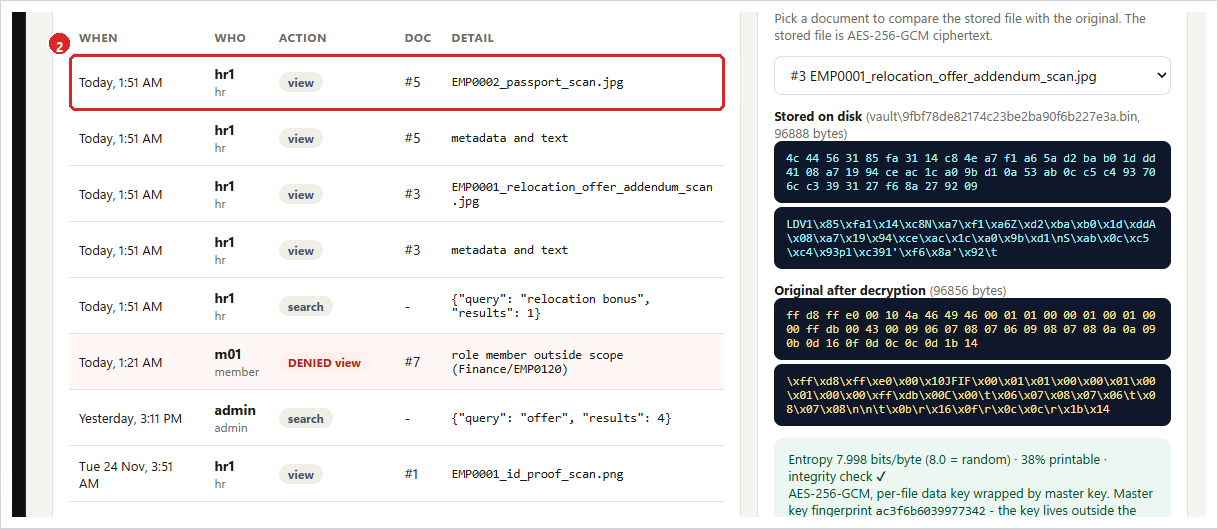 2
WHEN WHO ACTION DOC DETAIL
Today, 1:51 AM hr1 hr view #5 EMP0002_passport_scan.jpg
Today, 1:51 AM hr1 hr view #5 metadata and text
Today, 1:51 AM hr1 hr view #3 EMP0001_relocation_offer_addendum_scan
.jpg
Today, 1:51 AM hr1 hr view #3 metadata and text
Today, 1:51 AM hr1 hr search - {"query": "relocation bonus",
"results": 1}
Today, 1:21 AM m01 member DENIED view #7 role member outside scope
(Finance/EMP0120)
Yesterday, 3:11 PM admin admin search - {"query": "offer", "results": 4}
Tue 24 Nov, 3:51
AM hr1 hr view #1 EMP0001_id_proof_scan.png
Pick a document to compare the stored file with the original. The
stored file is AES-256-GCM ciphertext.
#3 EMP0001_relocation_offer_addendum_scan.jpg
Stored on disk (vault\9fbf78de82174c23be2ba90f6b227e3a.bin,
96888 bytes)
4c 44 56 31 85 fa 31 14 c8 4e a7 f1 a6 5a d2 ba b0 1d dd
41 08 a7 19 94 ce ac 1c a0 9b d1 0a 53 ab 0c c5 c4 93 70
6c c3 39 31 27 f6 8a 27 92 09
LDV1\x85\xfa1\x14\xc8N\xa7\xf1\xa6Z\xd2\xba\xb0\x1d\xddA
\x08\xa7\x19\x94\xce\xac\x1c\xa0\x9b\xd1\nS\xab\x0c\xc5
\xc4\x93pl\xc391'\xf6\x8a'\x92\t
Original after decryption (96856 bytes)
ff d8 ff e0 00 10 4a 46 49 46 00 01 01 00 00 01 00 01 00
00 ff db 00 43 00 09 06 07 08 07 06 09 08 07 08 0a 0a 09
0b 0d 16 0f 0d 0c 0c 0d 1b 14
\xff\xd8\xff\xe0\x00\x10JFIF\x00\x01\x01\x00\x00\x01\x00
\x01\x00\x00\xff\xdb\x00C\x00\t\x06\x07\x08\x07\x06\t\x0
8\x07\x08\n\n\t\x0b\r\x16\x0f\r\x0c\x0c\r\x1b\x14
Entropy 7.998 bits/byte (8.0 = random) · 38% printable ·
integrity check ✓
AES-256-GCM, per-file data key wrapped by master key. Master
key fingerprint ac3f6b6039977342 - the key lives outside the